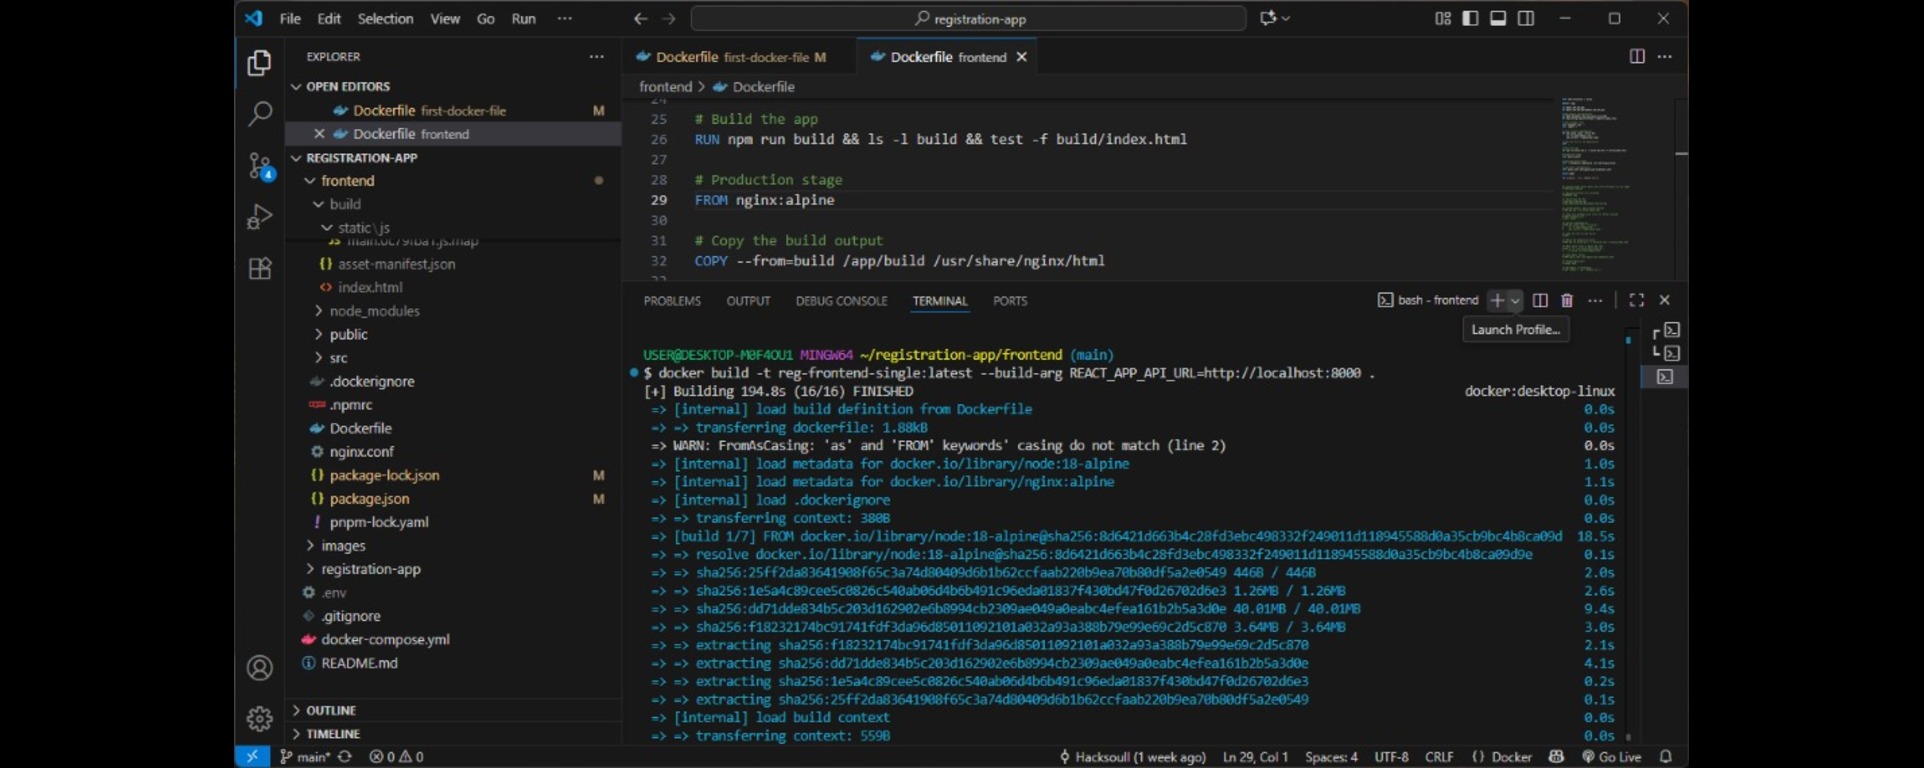 File Edit Selection View Go Run ···
registration-app
EXPLORER
OPEN EDITORS
Dockerfile first-docker-file M
Dockerfile frontend
REGISTRATION-APP
frontend
build
static\js
asset-manifest.json
index.html
node_modules
public
src
.dockerignore
.npmrc
Dockerfile
nginx.conf
package-lock.json M
package.json M
pnpm-lock.yaml
images
registration-app
.env
.gitignore
docker-compose.yml
README.md
OUTLINE
TIMELINE
4
Dockerfile first-docker-file M
Dockerfile frontend
frontend > Dockerfile
24
25 # Build the app
26 RUN npm run build && ls -l build && test -f build/index.html
27
28 # Production stage
29 FROM nginx:alpine
30
31 # Copy the build output
32 COPY --from=build /app/build /usr/share/nginx/html
PROBLEMS OUTPUT DEBUG CONSOLE TERMINAL PORTS
bash - frontend
Launch Profile...
USER@DESKTOP-M0F4OU1 MINGW64 ~/registration-app/frontend (main)
$ docker build -t reg-frontend-single:latest --build-arg REACT_APP_API_URL=http://localhost:8000 .
[+] Building 194.8s (16/16) FINISHED docker:desktop-linux
=> [internal] load build definition from Dockerfile 0.0s
=> => transferring dockerfile: 1.88kB 0.0s
=> WARN: FromAsCasing: 'as' and 'FROM' keywords' casing do not match (line 2) 0.0s
=> [internal] load metadata for docker.io/library/node:18-alpine 1.0s
=> [internal] load metadata for docker.io/library/nginx:alpine 1.1s
=> [internal] load .dockerignore 0.0s
=> => transferring context: 380B 0.0s
=> [build 1/7] FROM docker.io/library/node:18-alpine@sha256:8d6421d663b4c28fd3ebc498332f249011d118945588d0a35cb9bc4b8ca09d 18.5s
=> => resolve docker.io/library/node:18-alpine@sha256:8d6421d663b4c28fd3ebc498332f249011d118945588d0a35cb9bc4b8ca09d9e 0.1s
=> => sha256:25ff2da83641908f65c3a74d80409d6b1b62ccfaab220b9ea70b80df5a2e0549 446B / 446B 2.0s
=> => sha256:1e5a4c89cee5c0826c540ab06d4b6b491c96eda01837f430bd47f0d26702d6e3 1.26MB / 1.26MB 2.6s
=> => sha256:dd71dde834b5c203d162902e6b8994cb2309ae049a0eabc4efea161b2b5a3d0e 40.01MB / 40.01MB 9.4s
=> => sha256:f18232174bc91741fdf3da96d85011092101a032a93a388b79e99e69c2d5c870 3.64MB / 3.64MB 3.0s
=> => extracting sha256:f18232174bc91741fdf3da96d85011092101a032a93a388b79e99e69c2d5c870 2.1s
=> => extracting sha256:dd71dde834b5c203d162902e6b8994cb2309ae049a0eabc4efea161b2b5a3d0e 4.1s
=> => extracting sha256:1e5a4c89cee5c0826c540ab06d4b6b491c96eda01837f430bd47f0d26702d6e3 0.2s
=> => extracting sha256:25ff2da83641908f65c3a74d80409d6b1b62ccfaab220b9ea70b80df5a2e0549 0.1s
=> [internal] load build context 0.0s
=> => transferring context: 559B 0.0s
main* 0 0 Hacksoull (1 week ago) Ln 29, Col 1 Spaces: 4 UTF-8 CRLF {} Docker Go Live